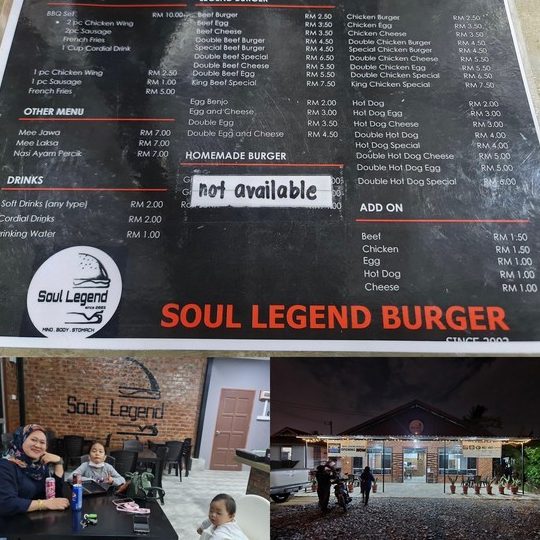 LEGEND BURGER
BBQ Set RM 10.00
• 2 pc Chicken Wing
2pc Sausage
French Fries
1 Cup Cordial Drink
1 pc Chicken Wing RM 2.50
1 pc Sausage RM 1.00
French Fries RM 5.00
OTHER MENU
Mee Jawa RM 7.00
Mee Laksa RM 7.00
Nasi Ayam Percik RM 7.00
DRINKS
Soft Drinks (any type) RM 2.00
Cordial Drinks RM 2.00
Drinking Water RM 1.00
Beef Burger RM 2.50
Beef Egg RM 3.50
Beef Cheese RM 3.50
Double Beef Burger RM 4.50
Special Beef Burger RM 4.50
Double Beef Special
Double Beef Cheese RM 5.50
Double Beef Egg RM 5.50
King Beef Special RM 7.50
Egg Benjo RM 2.00
Egg and Cheese RM 3.00
Double Egg RM 3.50
Double Egg and Cheese RM 4.50
HOMEMADE BURGER
not available
Chicken Burger RM 2.50
Chicken Egg RM 3.50
Chicken Cheese RM 3.50
Double Chicken Burger RM 4.50
Special Chicken Burger RM 4.50
Double Chicken Cheese RM 5.50
Double Chicken Egg RM 5.50
Double Chicken Special RM 6.50
King Chicken Special RM 7.50
Hot Dog RM 2.00
Hot Dog Egg RM 3.00
Hot Dog Cheese RM 3.00
Double Hot Dog RM 4.00
Hot Dog Special RM 4.00
Double Hot Dog Cheese RM 5.00
Double Hot Dog Egg RM 5.00
Double Hot Dog Special RM 6.00
ADD ON
Beef RM 1.50
Chicken RM 1.50
Egg RM 1.00
Hot Dog RM 1.00
Cheese RM 1.00
Soul Legend
since 2002
MIND . BODY . STOMACH
SOUL LEGEND BURGER
SINCE 2002
Soul Legend